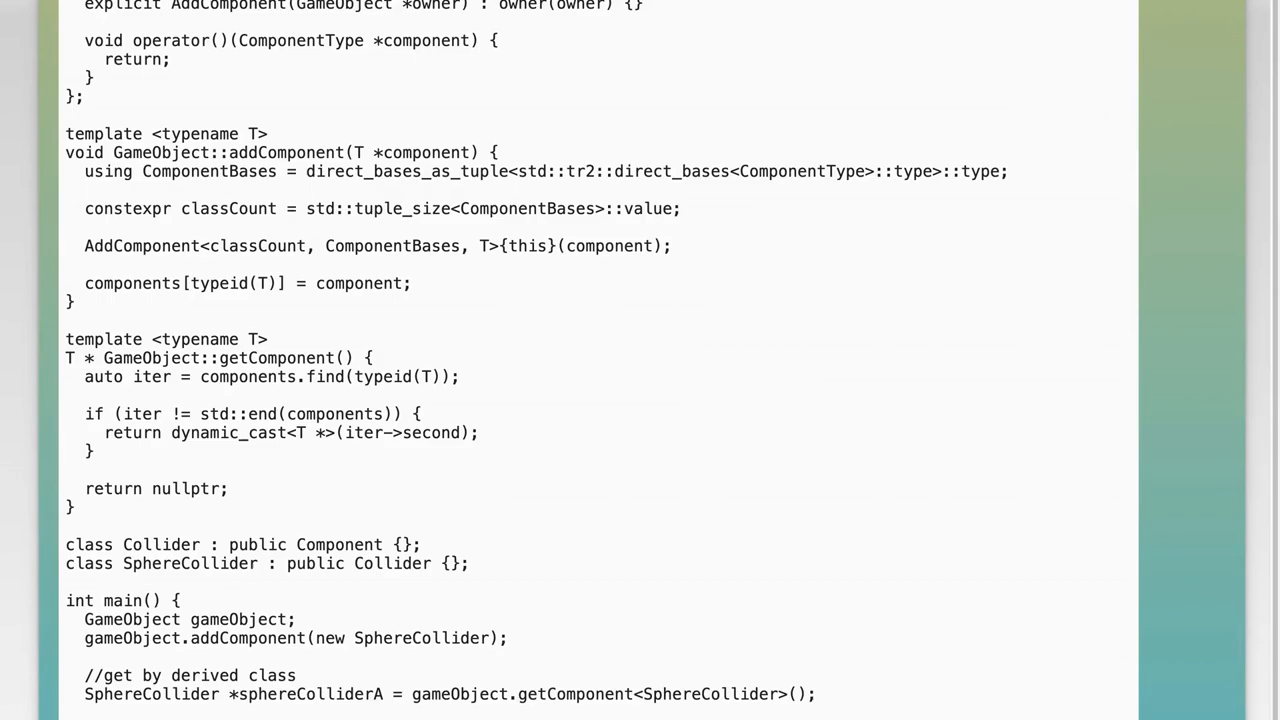 explicit AddComponent(GameObject *owner) : owner(owner) {}
void operator()(ComponentType *component) {
return;
}
};
template <typename T>
void GameObject::addComponent(T *component) {
using ComponentBases = direct_bases_as_tuple<std::tr2::direct_bases<ComponentType>::type>::type;
constexpr classCount = std::tuple_size<ComponentBases>::value;
AddComponent<classCount, ComponentBases, T>{this}(component);
components[typeid(T)] = component;
}
template <typename T>
T * GameObject::getComponent() {
auto iter = components.find(typeid(T));
if (iter != std::end(components)) {
return dynamic_cast<T *>(iter->second);
}
return nullptr;
}
class Collider : public Component {};
class SphereCollider : public Collider {};
int main() {
GameObject gameObject;
gameObject.addComponent(new SphereCollider);
//get by derived class
SphereCollider *sphereColliderA = gameObject.getComponent<SphereCollider>();